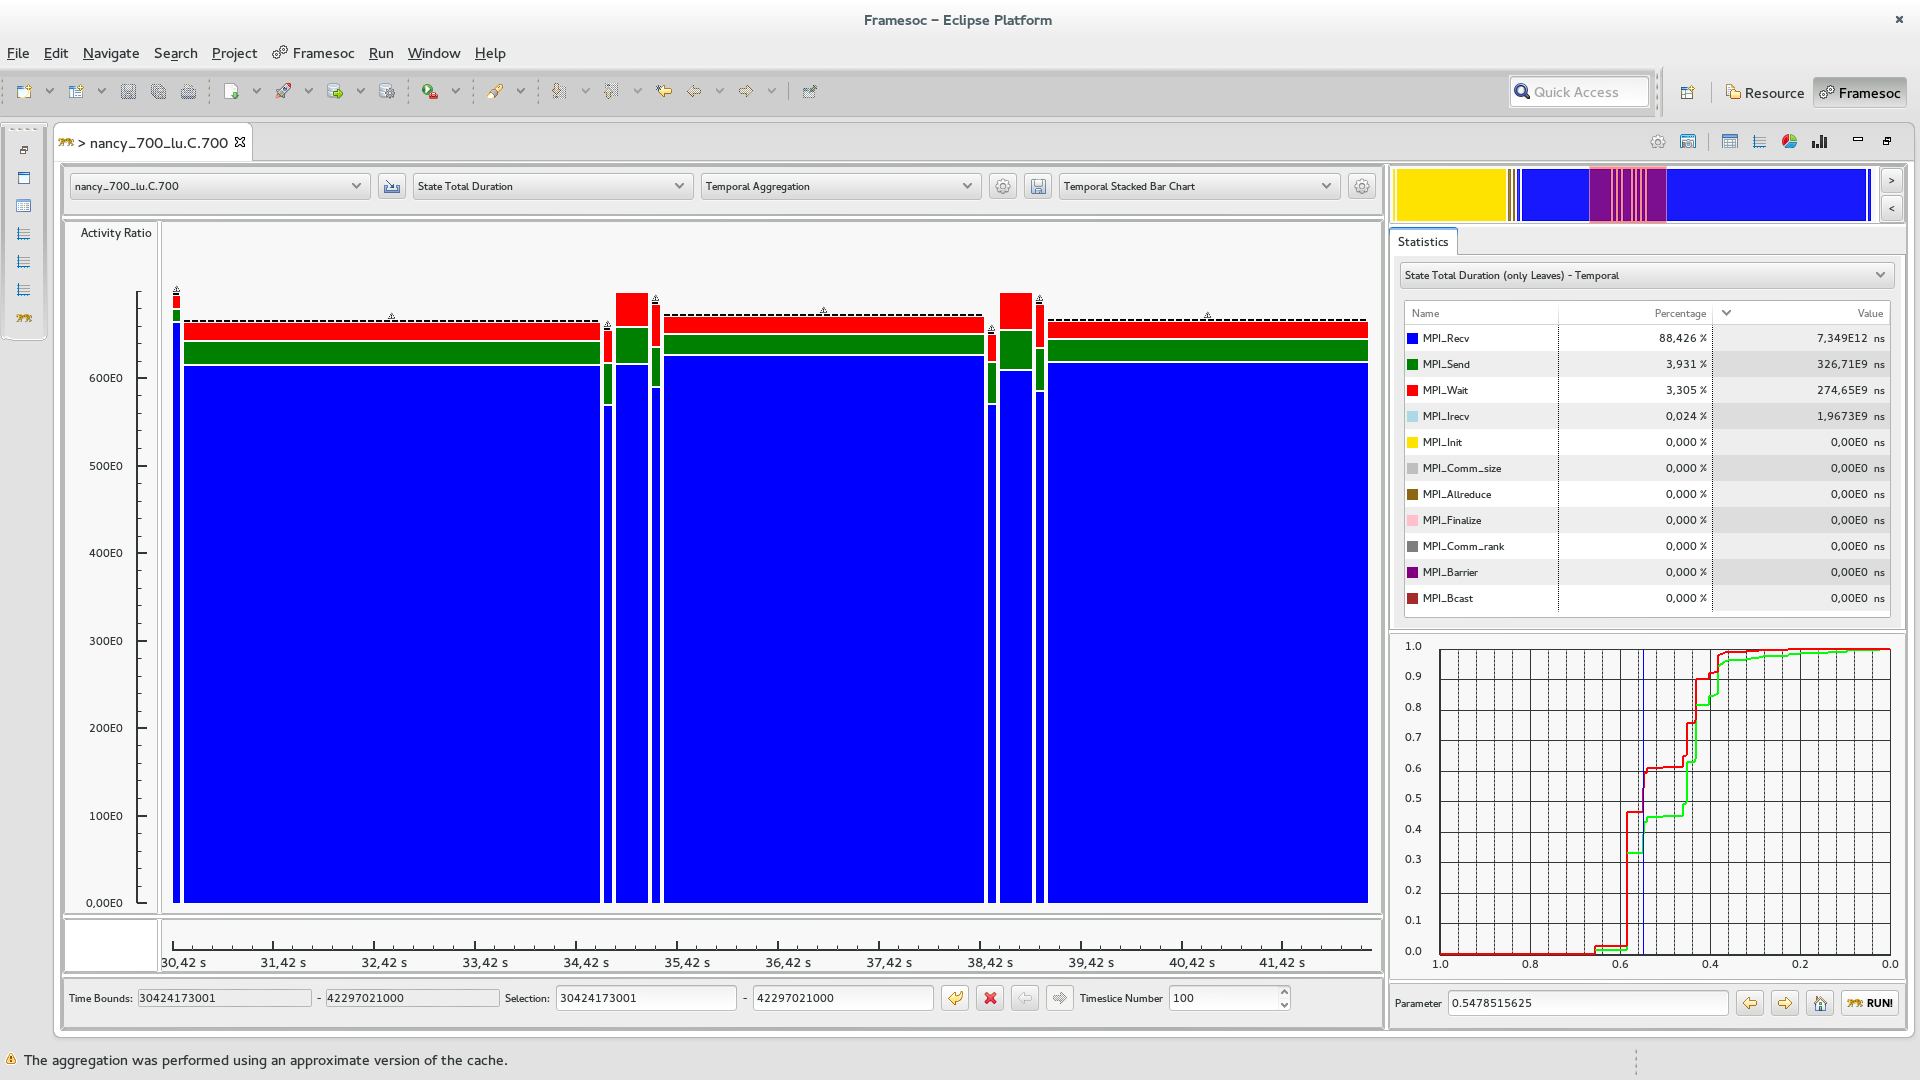 Framesoc – Eclipse Platform
File Edit Navigate Search Project Framesoc Run Window Help
Quick Access Resource Framesoc
> nancy_700_lu.C.700
nancy_700_lu.C.700 State Total Duration Temporal Aggregation Temporal Stacked Bar Chart
>
<
Activity Ratio
600E0
500E0
400E0
300E0
200E0
100E0
0,00E0
30,42 s 31,42 s 32,42 s 33,42 s 34,42 s 35,42 s 36,42 s 37,42 s 38,42 s 39,42 s 40,42 s 41,42 s
Time Bounds: 30424173001 - 42297021000 Selection: 30424173001 - 42297021000 Timeslice Number 100
Statistics
State Total Duration (only Leaves) - Temporal
Name Percentage Value
MPI_Recv 88,426 % 7,349E12 ns
MPI_Send 3,931 % 326,71E9 ns
MPI_Wait 3,305 % 274,65E9 ns
MPI_Irecv 0,024 % 1,9673E9 ns
MPI_Init 0,000 % 0,00E0 ns
MPI_Comm_size 0,000 % 0,00E0 ns
MPI_Allreduce 0,000 % 0,00E0 ns
MPI_Finalize 0,000 % 0,00E0 ns
MPI_Comm_rank 0,000 % 0,00E0 ns
MPI_Barrier 0,000 % 0,00E0 ns
MPI_Bcast 0,000 % 0,00E0 ns
1.0
0.9
0.8
0.7
0.6
0.5
0.4
0.3
0.2
0.1
0.0
1.0 0.8 0.6 0.4 0.2 0.0
Parameter 0.5478515625 RUN!
The aggregation was performed using an approximate version of the cache.